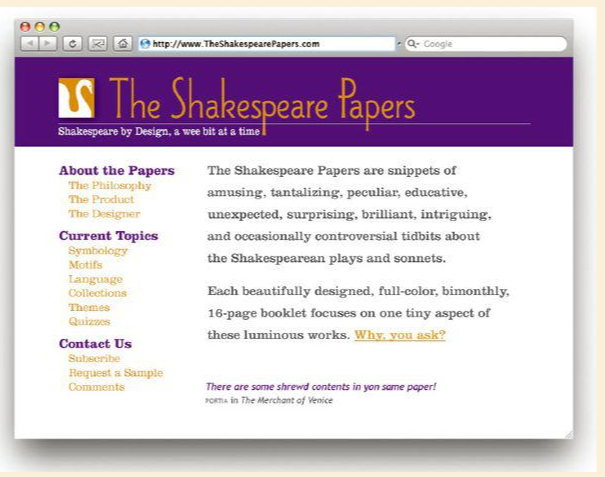 http://www.TheShakespearePapers.com
Google
The Shakespeare Papers
Shakespeare by Design, a wee bit at a time
About the Papers
The Philosophy
The Product
The Designer
Current Topics
Symbology
Motifs
Language
Collections
Themes
Quizzes
Contact Us
Subscribe
Request a Sample
Comments
The Shakespeare Papers are snippets of
amusing, tantalizing, peculiar, educative,
unexpected, surprising, brilliant, intriguing,
and occasionally controversial tidbits about
the Shakespearean plays and sonnets.
Each beautifully designed, full-color, bimonthly,
16-page booklet focuses on one tiny aspect of
these luminous works. Why, you ask?
There are some shrewd contents in yon same paper!
PORTIA in The Merchant of Venice